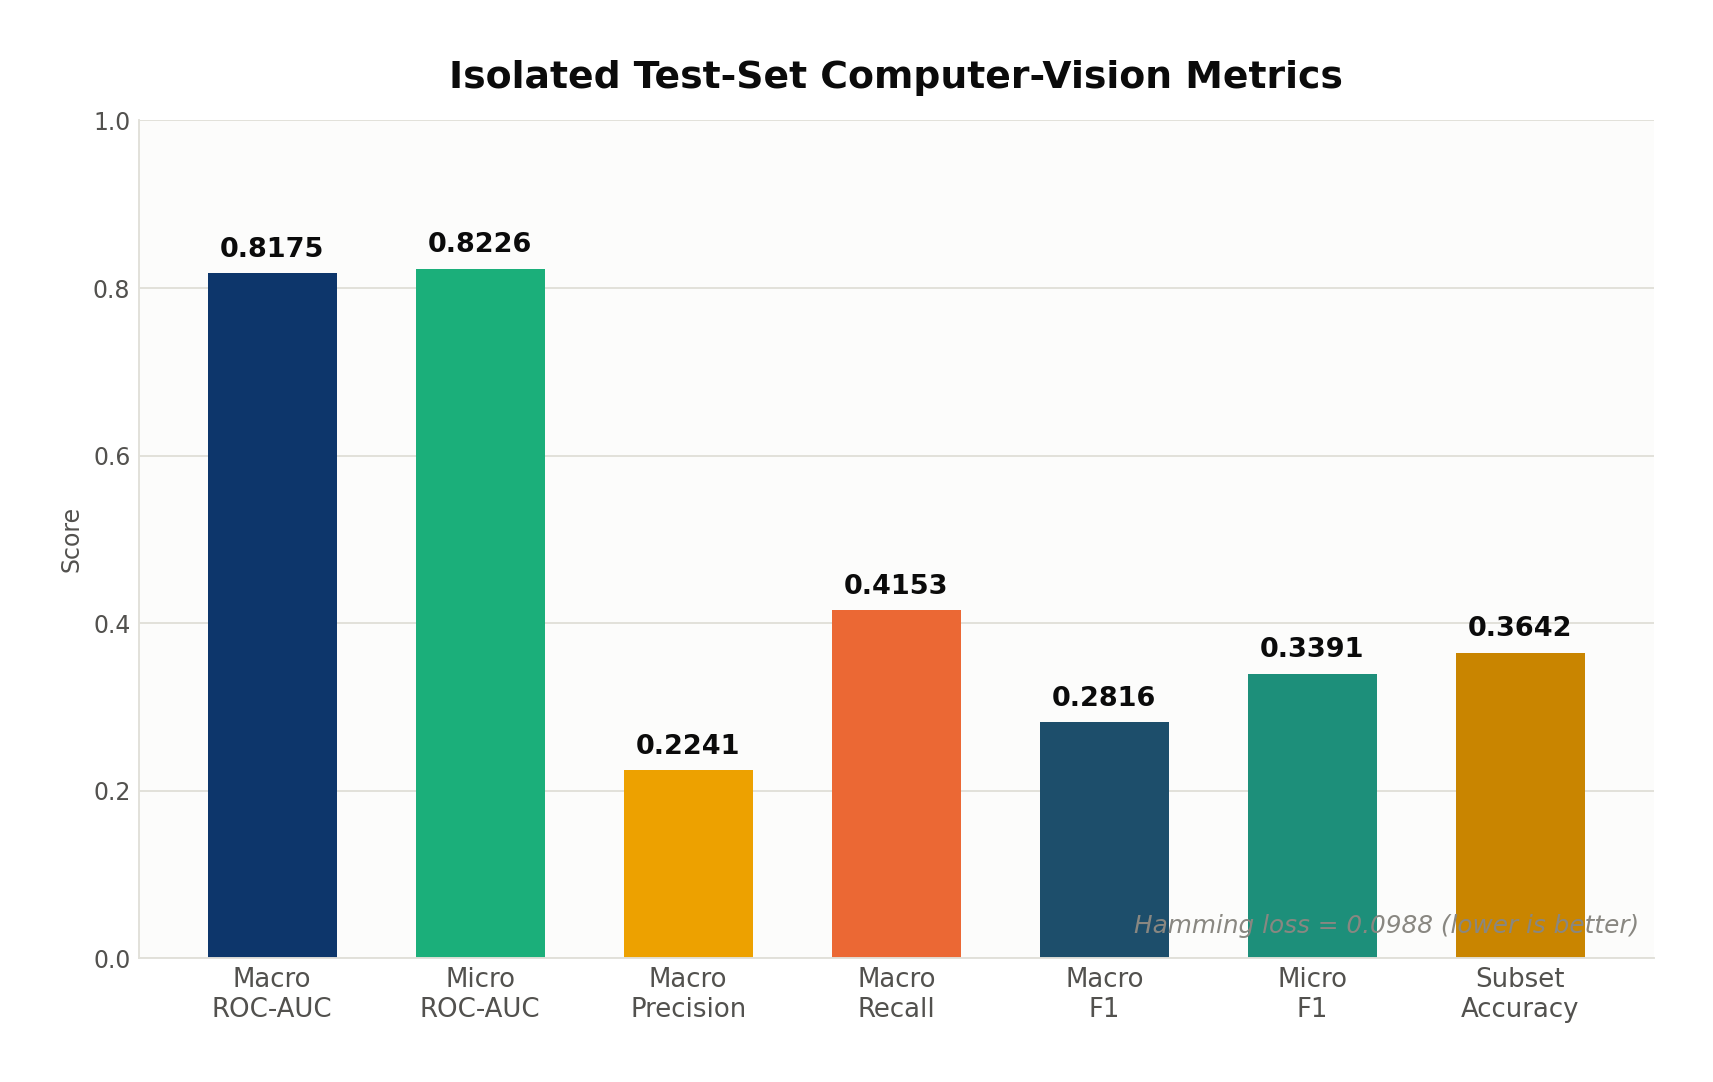 Isolated Test-Set Computer-Vision Metrics
1.0
0.8
0.6
0.4
0.2
0.0
Score
0.8175
0.8226
0.2241
0.4153
0.2816
0.3391
0.3642
Hamming loss = 0.0988 (lower is better)
Macro
ROC-AUC
Micro
ROC-AUC
Macro
Precision
Macro
Recall
Macro
F1
Micro
F1
Subset
Accuracy